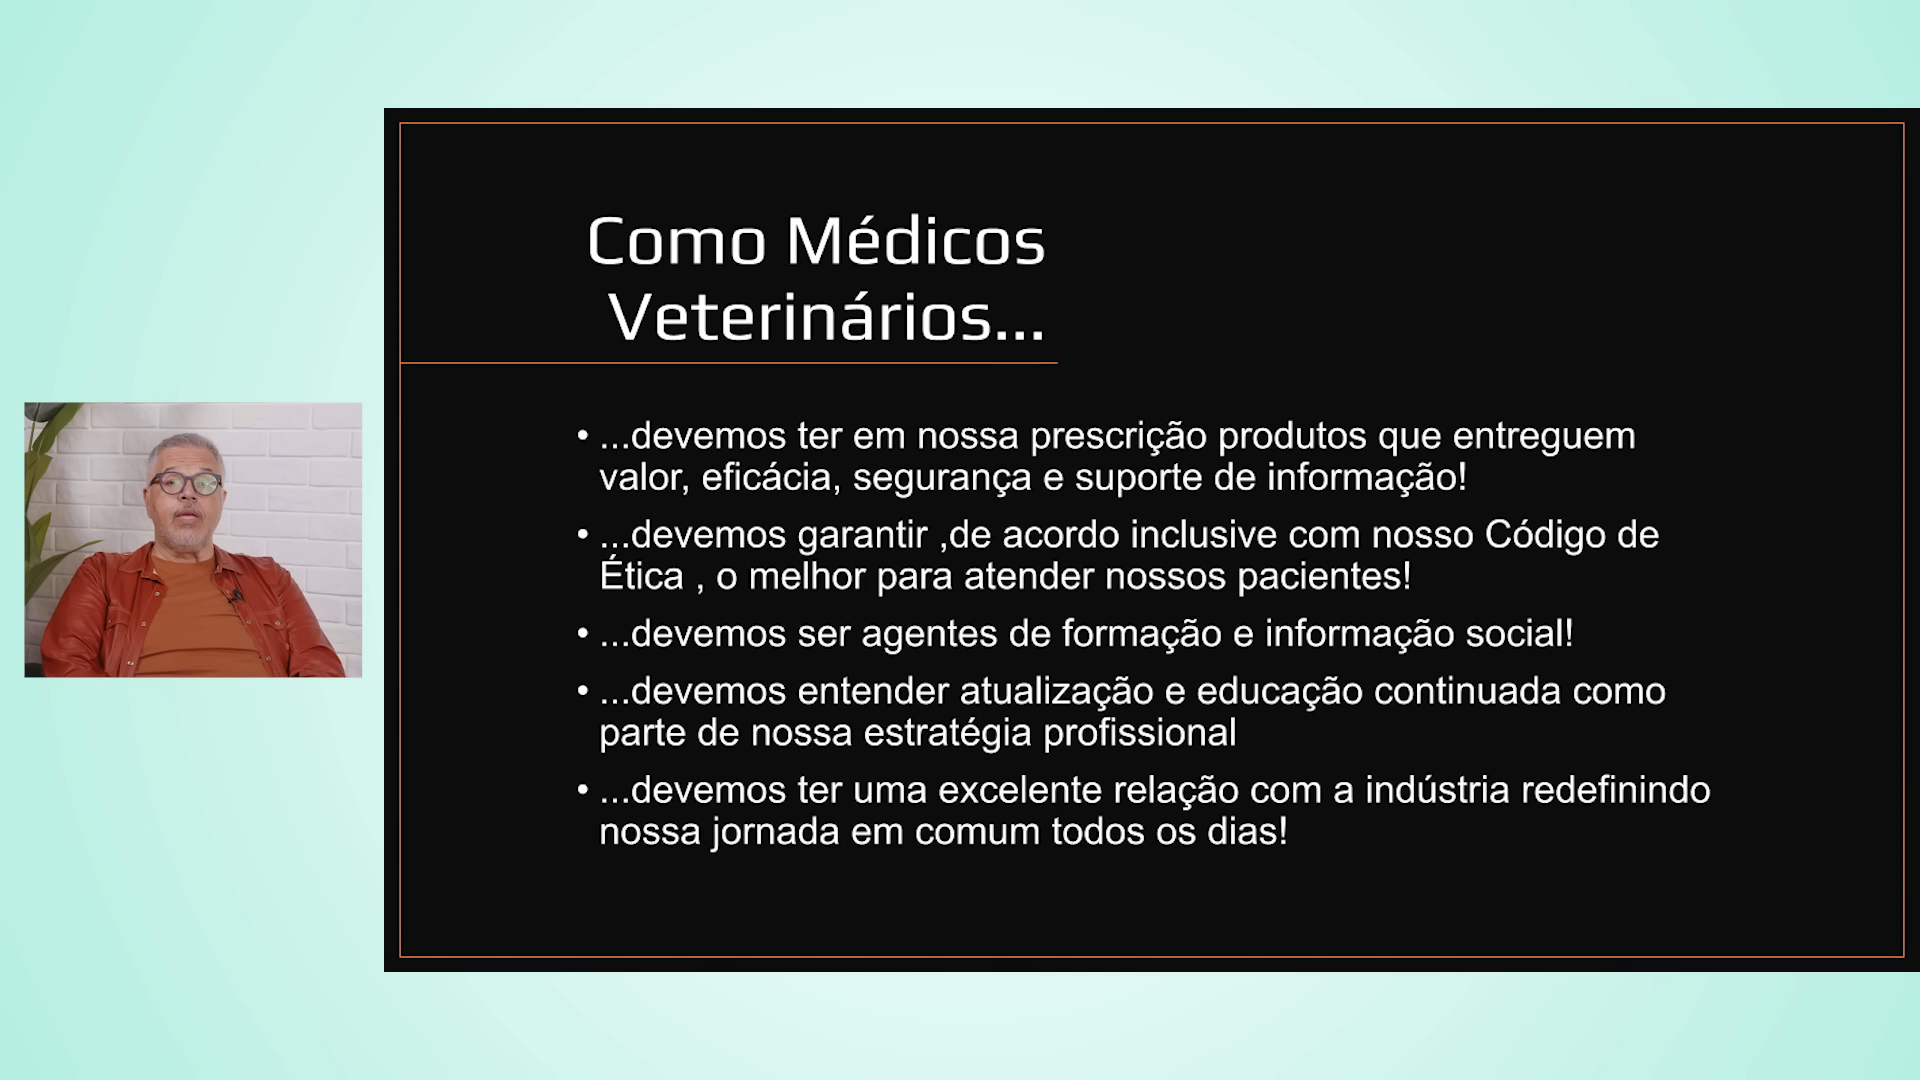 Como Médicos
Veterinários...
• ...devemos ter em nossa prescrição produtos que entreguem
valor, eficácia, segurança e suporte de informação!
• ...devemos garantir ,de acordo inclusive com nosso Código de
Ética , o melhor para atender nossos pacientes!
• ...devemos ser agentes de formação e informação social!
• ...devemos entender atualização e educação continuada como
parte de nossa estratégia profissional
• ...devemos ter uma excelente relação com a indústria redefinindo
nossa jornada em comum todos os dias!